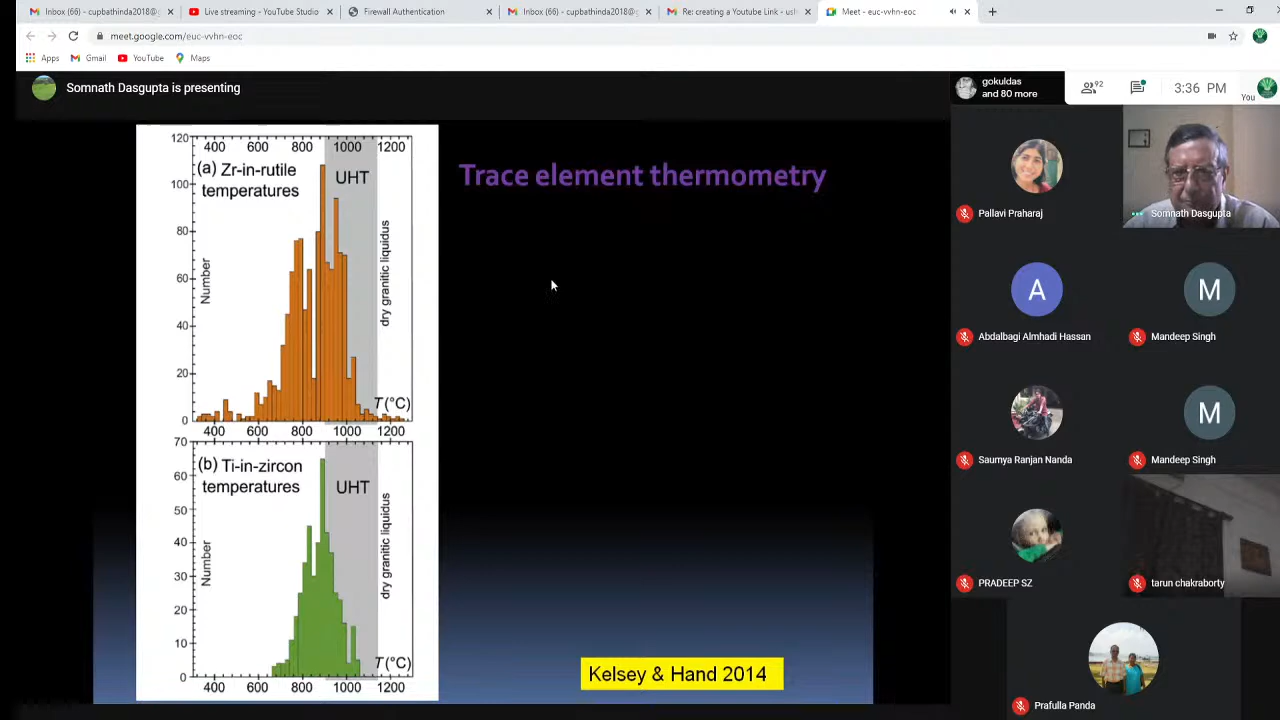 Inbox (66) - cupbathinda2018@g
Live streaming - YouTube Studio
Firewall Authentication
Inbox (66) - cupbathinda2018@g
Re: creating a Youtube Link - usin
Meet - euc-vvhn-eoc
meet.google.com/euc-vvhn-eoc
Apps
Gmail
YouTube
Maps
Somnath Dasgupta is presenting
gokuldas
and 80 more
92
3:36 PM
You
Trace element thermometry
400 600 800 1000 1200
(a) Zr-in-rutile
temperatures
UHT
dry granitic liquidus
Number
120
100
80
60
40
20
0
T(°C)
400 600 800 1000 1200
(b) Ti-in-zircon
temperatures
UHT
dry granitic liquidus
Number
70
60
50
40
30
20
10
0
T(°C)
400 600 800 1000 1200
Kelsey & Hand 2014
Pallavi Praharaj
Somnath Dasgupta
A
Abdalbagi Almhadi Hassan
M
Mandeep Singh
Saumya Ranjan Nanda
M
Mandeep Singh
PRADEEP SZ
tarun chakraborty
Prafulla Panda